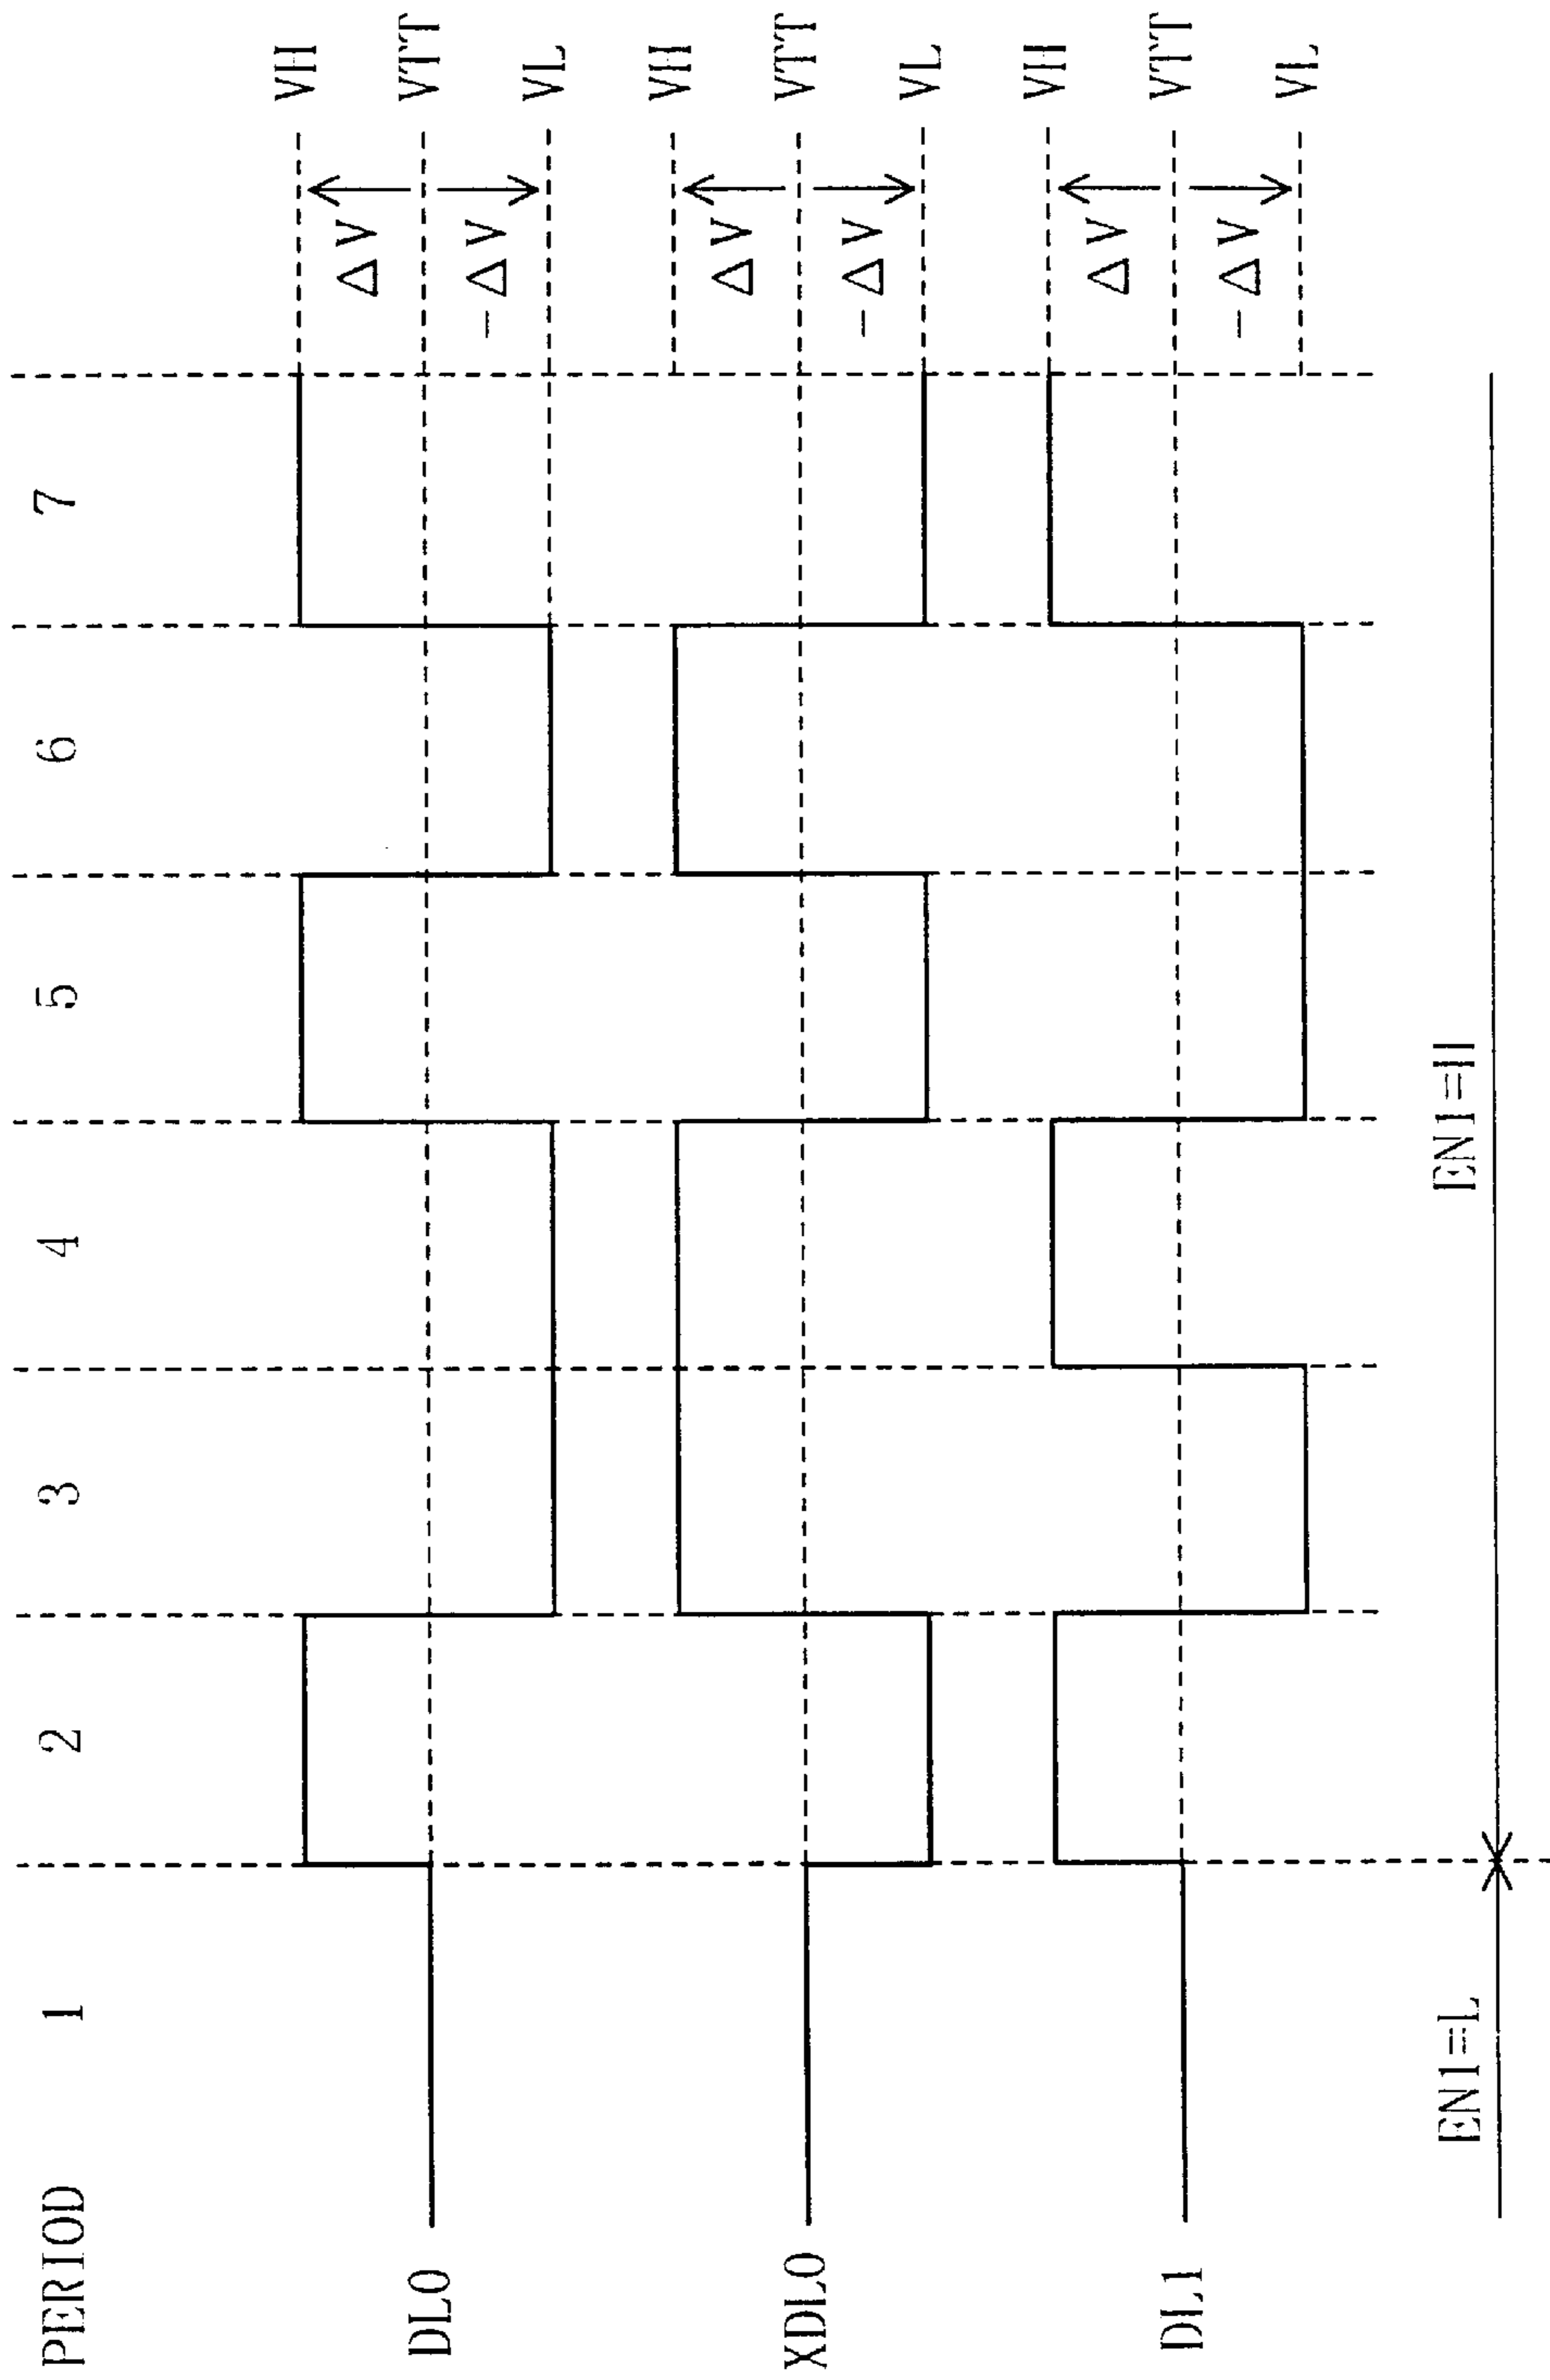 PERIOD 1 2 3 4 5 6 7
VH
ΔV
DL0 VTT
-ΔV
VL
VH
ΔV
XDL0 VTT
-ΔV
VL
VH
ΔV
DL1 VTT
-ΔV
VL
EN1=L EN1=H